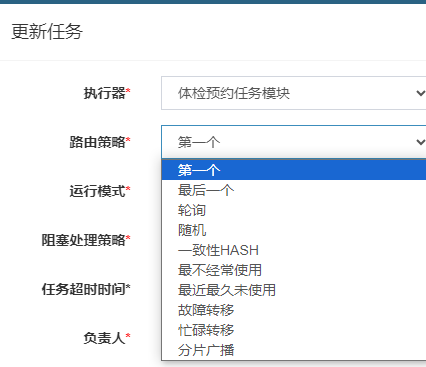 更新任务
执行器* 体检预约任务模块
路由策略* 第一个
第一个
运行模式* 最后一个
轮询
随机
阻塞处理策略* 一致性HASH
最不经常使用
任务超时时间* 最近最久未使用
故障转移
忙碌转移
负责人* 分片广播